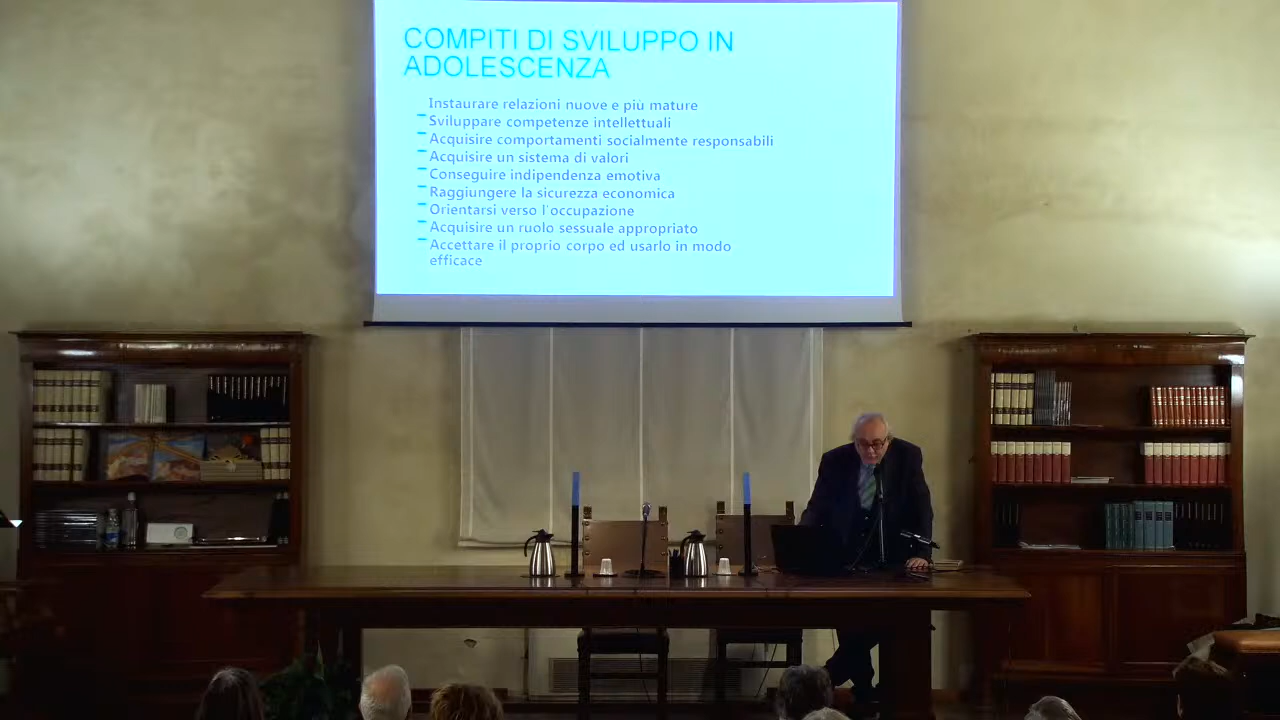 COMPITI DI SVILUPPO IN
ADOLESCENZA
Instaurare relazioni nuove e più mature
Sviluppare competenze intellettuali
Acquisire comportamenti socialmente responsabili
Acquisire un sistema di valori
Conseguire indipendenza emotiva
Raggiungere la sicurezza economica
Orientarsi verso l'occupazione
Acquisire un ruolo sessuale appropriato
Accettare il proprio corpo ed usarlo in modo
efficace